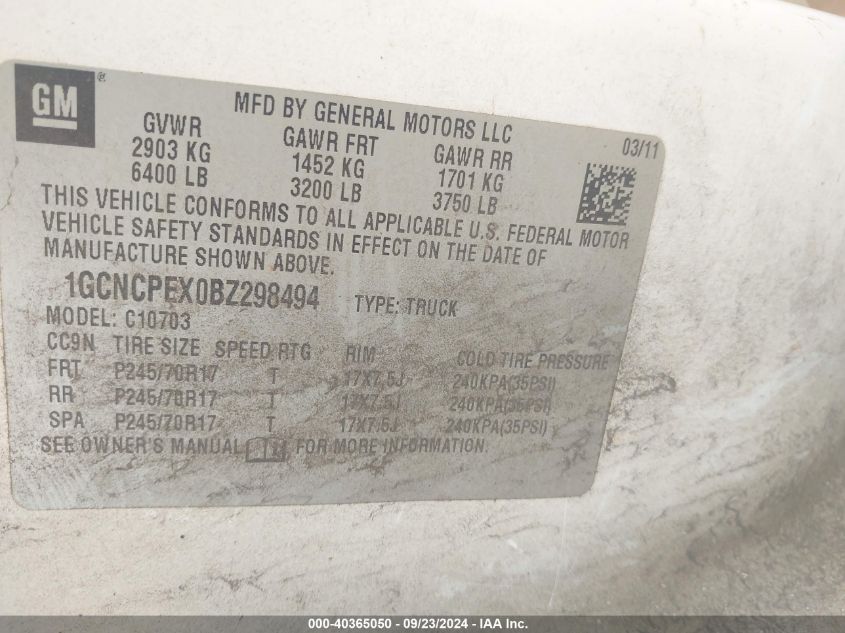 GM ®
MFD BY GENERAL MOTORS LLC
GVWR GAWR FRT GAWR RR 03/11
2903 KG 1452 KG 1701 KG
6400 LB 3200 LB 3750 LB
THIS VEHICLE CONFORMS TO ALL APPLICABLE U.S. FEDERAL MOTOR
VEHICLE SAFETY STANDARDS IN EFFECT ON THE DATE OF
MANUFACTURE SHOWN ABOVE.
1GCNCPEX0BZ298494 TYPE: TRUCK
MODEL: C10703
CC9N TIRE SIZE SPEED RTG RIM COLD TIRE PRESSURE
FRT P245/70R17 T 17X7.5J 240KPA(35PSI)
RR P245/70R17 T 17X7.5J 240KPA(35PSI)
SPA P245/70R17 T 17X7.5J 240KPA(35PSI)
SEE OWNER'S MANUAL FOR MORE INFORMATION.
000-40365050 - 09/23/2024 - IAA Inc.